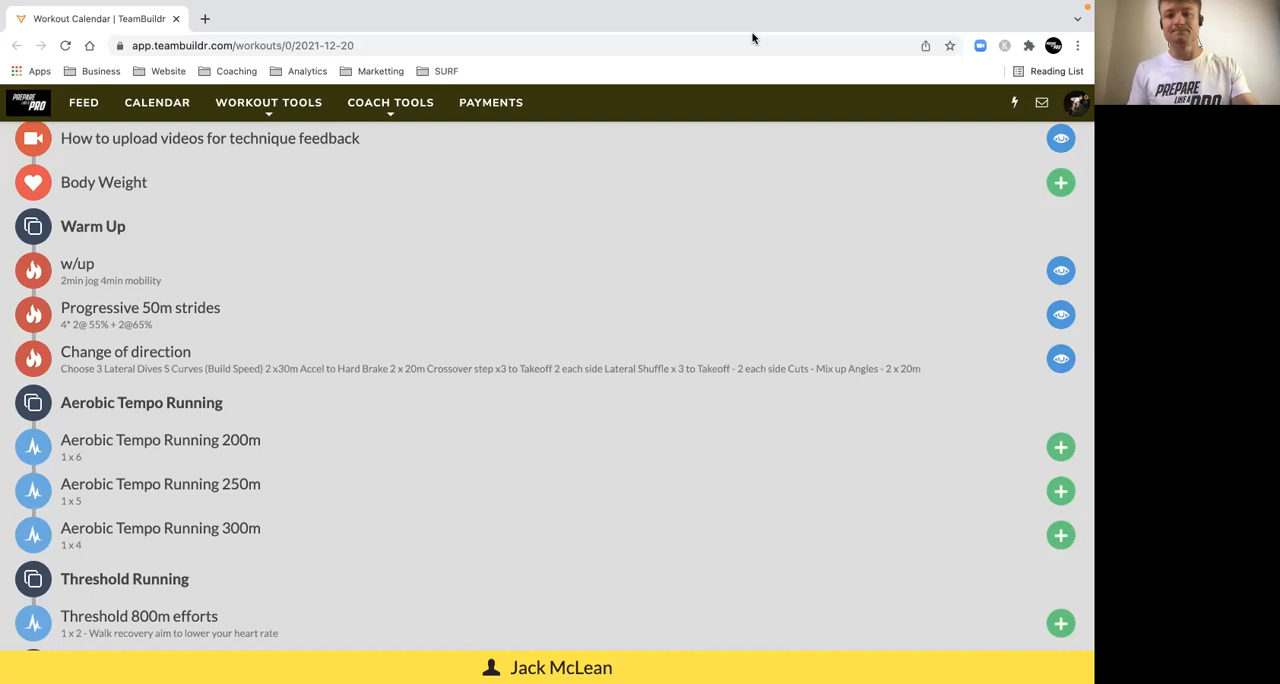 Workout Calendar | TeamBuildr
app.teambuildr.com/workouts/0/2021-12-20
Apps Business Website Coaching Analytics Marketting SURF Reading List
PREPARE LIKE A PRO
FEED CALENDAR WORKOUT TOOLS COACH TOOLS PAYMENTS
How to upload videos for technique feedback
Body Weight
Warm Up
w/up
2min jog 4min mobility
Progressive 50m strides
4* 2@ 55% + 2@65%
Change of direction
Choose 3 Lateral Dives S Curves (Build Speed) 2 x30m Accel to Hard Brake 2 x 20m Crossover step x3 to Takeoff 2 each side Lateral Shuffle x 3 to Takeoff - 2 each side Cuts - Mix up Angles - 2 x 20m
Aerobic Tempo Running
Aerobic Tempo Running 200m
1 x 6
Aerobic Tempo Running 250m
1 x 5
Aerobic Tempo Running 300m
1 x 4
Threshold Running
Threshold 800m efforts
1 x 2 - Walk recovery aim to lower your heart rate
Jack McLean
PREPARE
LIKE A PRO